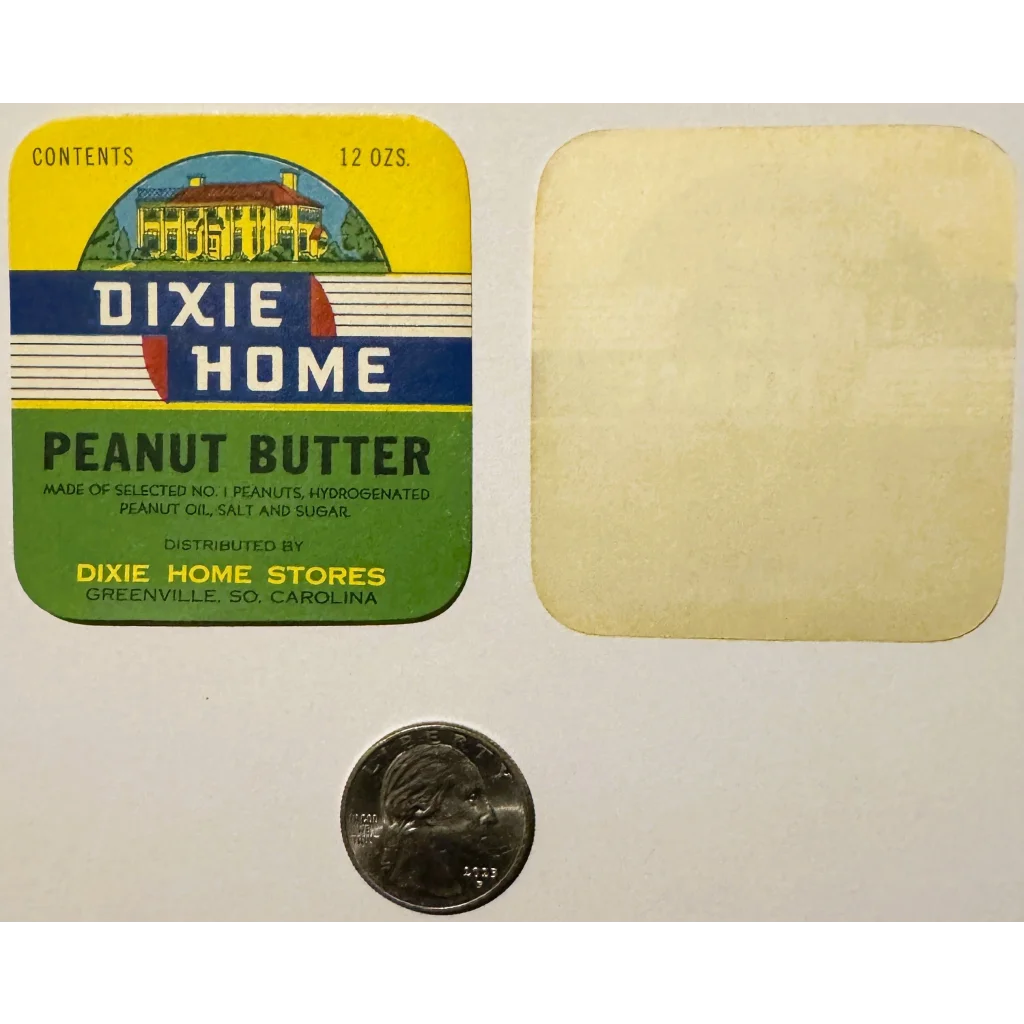 CONTENTS 12 OZS.
DIXIE
HOME
PEANUT BUTTER
MADE OF SELECTED NO. 1 PEANUTS, HYDROGENATED
PEANUT OIL, SALT AND SUGAR.
DISTRIBUTED BY
DIXIE HOME STORES
GREENVILLE, SO. CAROLINA
LIBERTY
2023
P